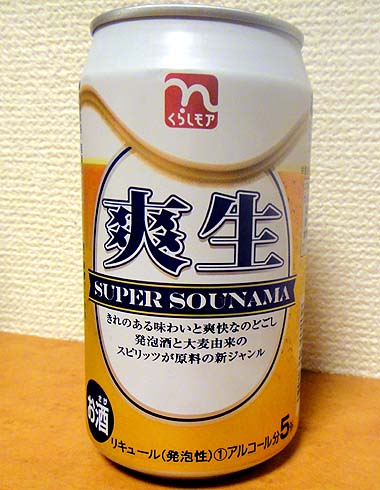 くらしモア
爽生
SUPER SOUNAMA
きれのある味わいと爽快なのどごし
発泡酒と大麦由来の
スピリッツが原料の新ジャンル
お酒
リキュール(発泡性)①アルコール分5%